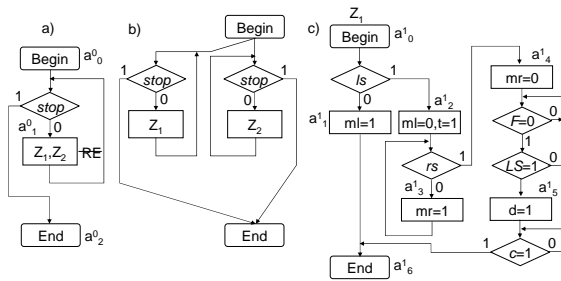 a)
Begin a⁰₀
1 stop
a⁰₁ 0
Z₁,Z₂ RE
End a⁰₂
b)
Begin
1 stop
0
Z₁
stop 1
0
Z₂
End
c)
Z₁
Begin a¹₀
ls 1
0
a¹₁ ml=1
a¹₂
ml=0,t=1
rs 1
a¹₃ 0
mr=1
a¹₄
mr=0
F=0 0
1
LS=1 0
1 a¹₅
d=1
1 c=1 0
End a¹₆